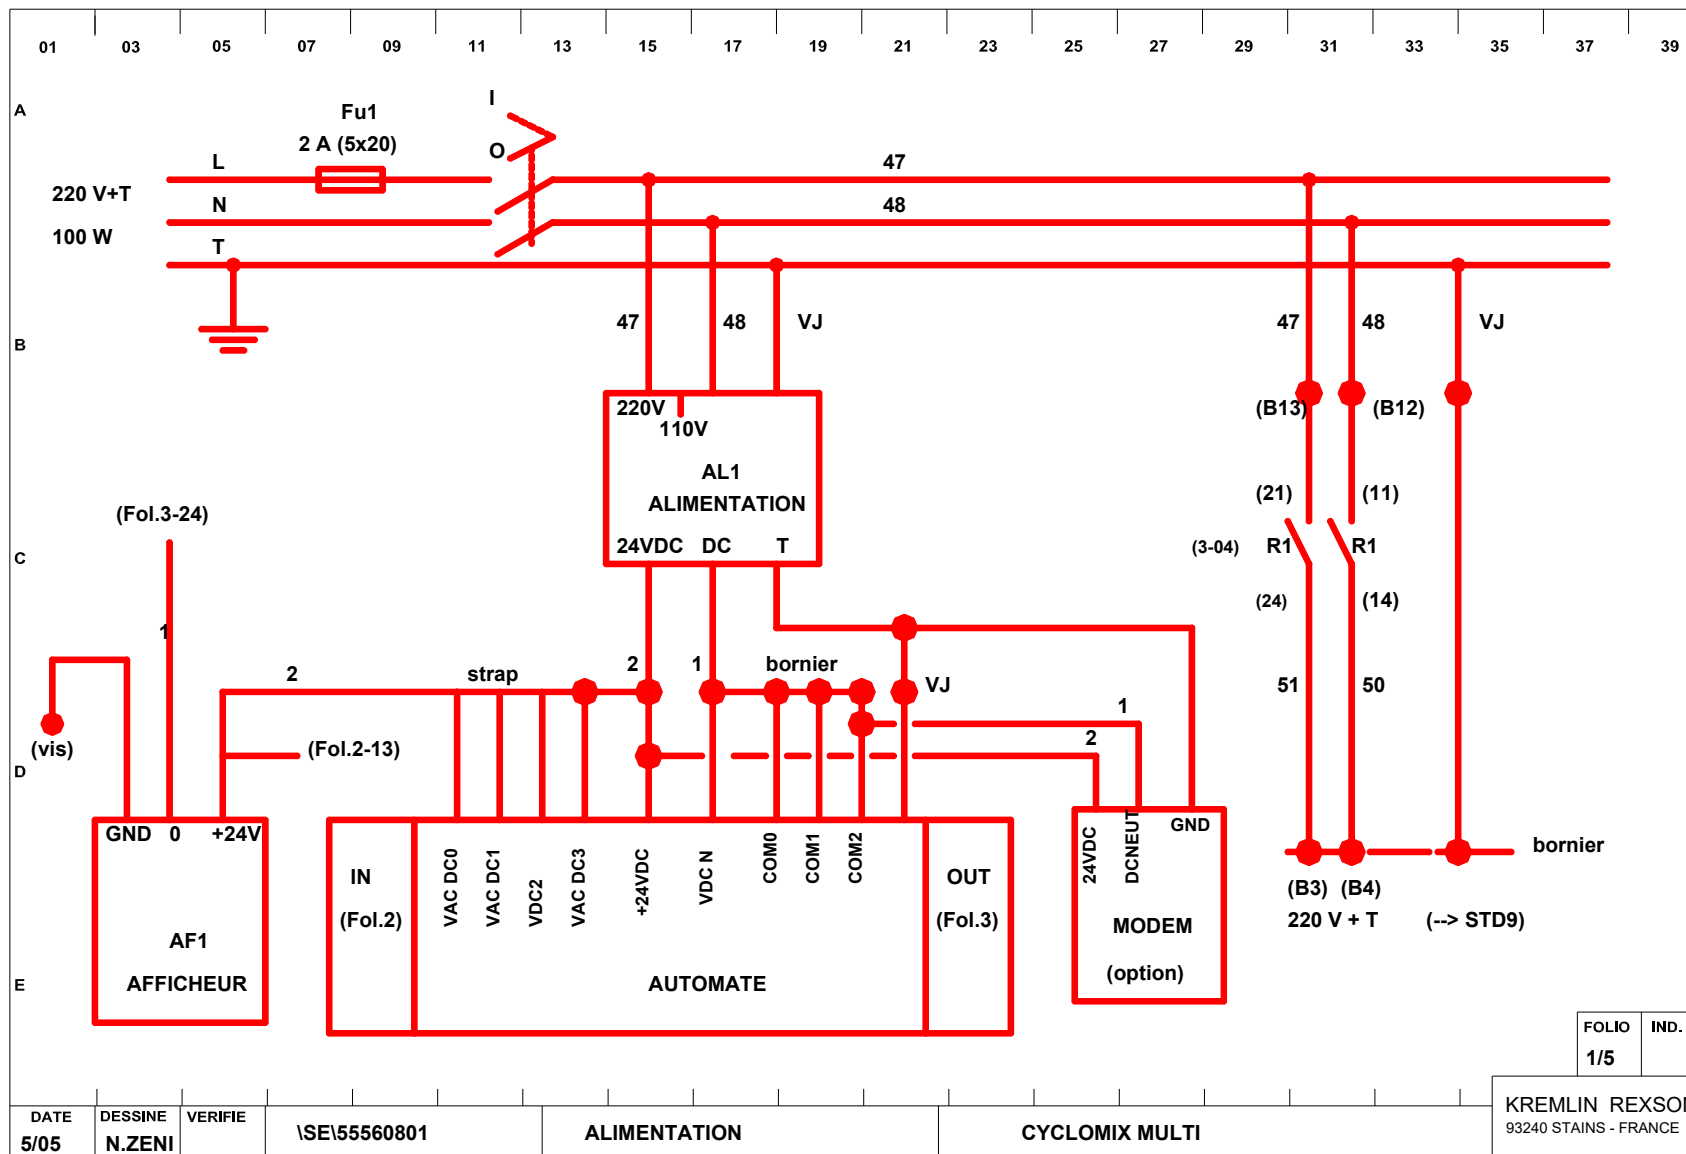 01 03 05 07 09 11 13 15 17 19 21 23 25 27 29 31 33 35 37 39
A
Fu1
2 A (5x20)
I
O
L
47
220 V+T
N
48
100 W
T
47 48 VJ
47 48 VJ
B
220V
110V
(B13) (B12)
AL1
ALIMENTATION
(21) (11)
(Fol.3-24)
24VDC DC T
C
(3-04) R1 R1
(24) (14)
1
2 strap 2 1 bornier
VJ
51 50
1
2
(vis)
(Fol.2-13)
D
GND 0 +24V
24VDC
DCNEUT
GND
bornier
IN
(Fol.2)
VAC DC0
VAC DC1
VDC2
VAC DC3
+24VDC
VDC N
COM0
COM1
COM2
OUT
(Fol.3)
(B3) (B4)
220 V + T (--> STD9)
MODEM
(option)
AF1
AFFICHEUR
AUTOMATE
E
FOLIO IND.
1/5
DATE DESSINE VERIFIE
5/05 N.ZENI
\SE\55560801
ALIMENTATION
CYCLOMIX MULTI
KREMLIN REXSON
93240 STAINS - FRANCE